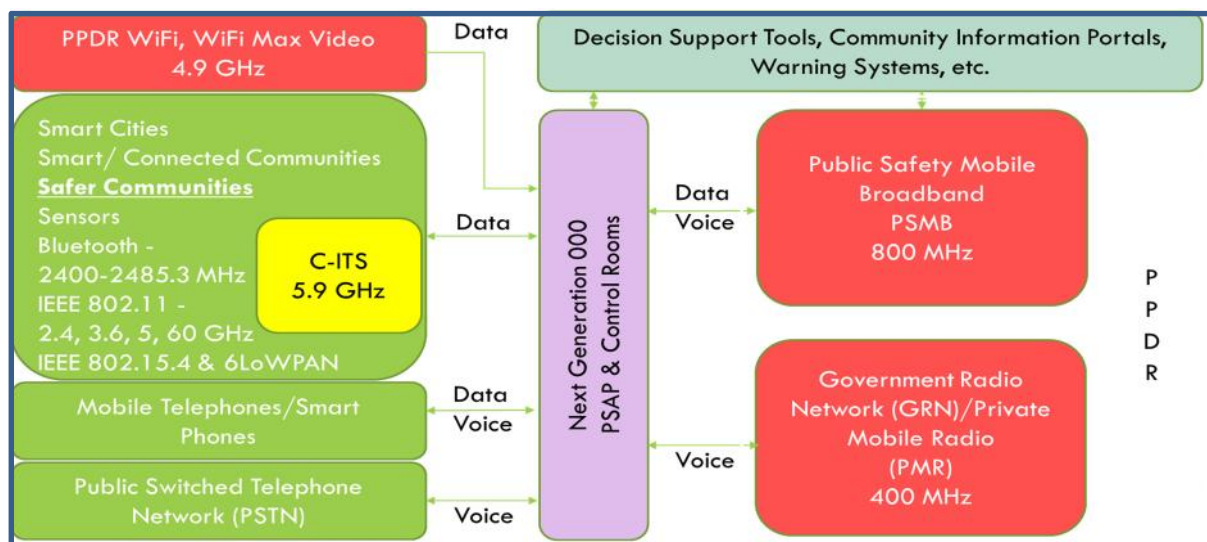 PPDR WiFi, WiFi Max Video
4.9 GHz
Data
Decision Support Tools, Community Information Portals,
Warning Systems, etc.
Smart Cities
Smart/ Connected Communities
Safer Communities
Sensors
Bluetooth -
2400-2485.3 MHz
IEEE 802.11 -
2.4, 3.6, 5, 60 GHz
IEEE 802.15.4 & 6LoWPAN
C-ITS
5.9 GHz
Data
Mobile Telephones/Smart
Phones
Data
Voice
Public Switched Telephone
Network (PSTN)
Voice
Next Generation 000
PSAP & Control Rooms
Data
Voice
Public Safety Mobile
Broadband
PSMB
800 MHz
Voice
Government Radio
Network (GRN)/Private
Mobile Radio
(PMR)
400 MHz
P
P
D
R